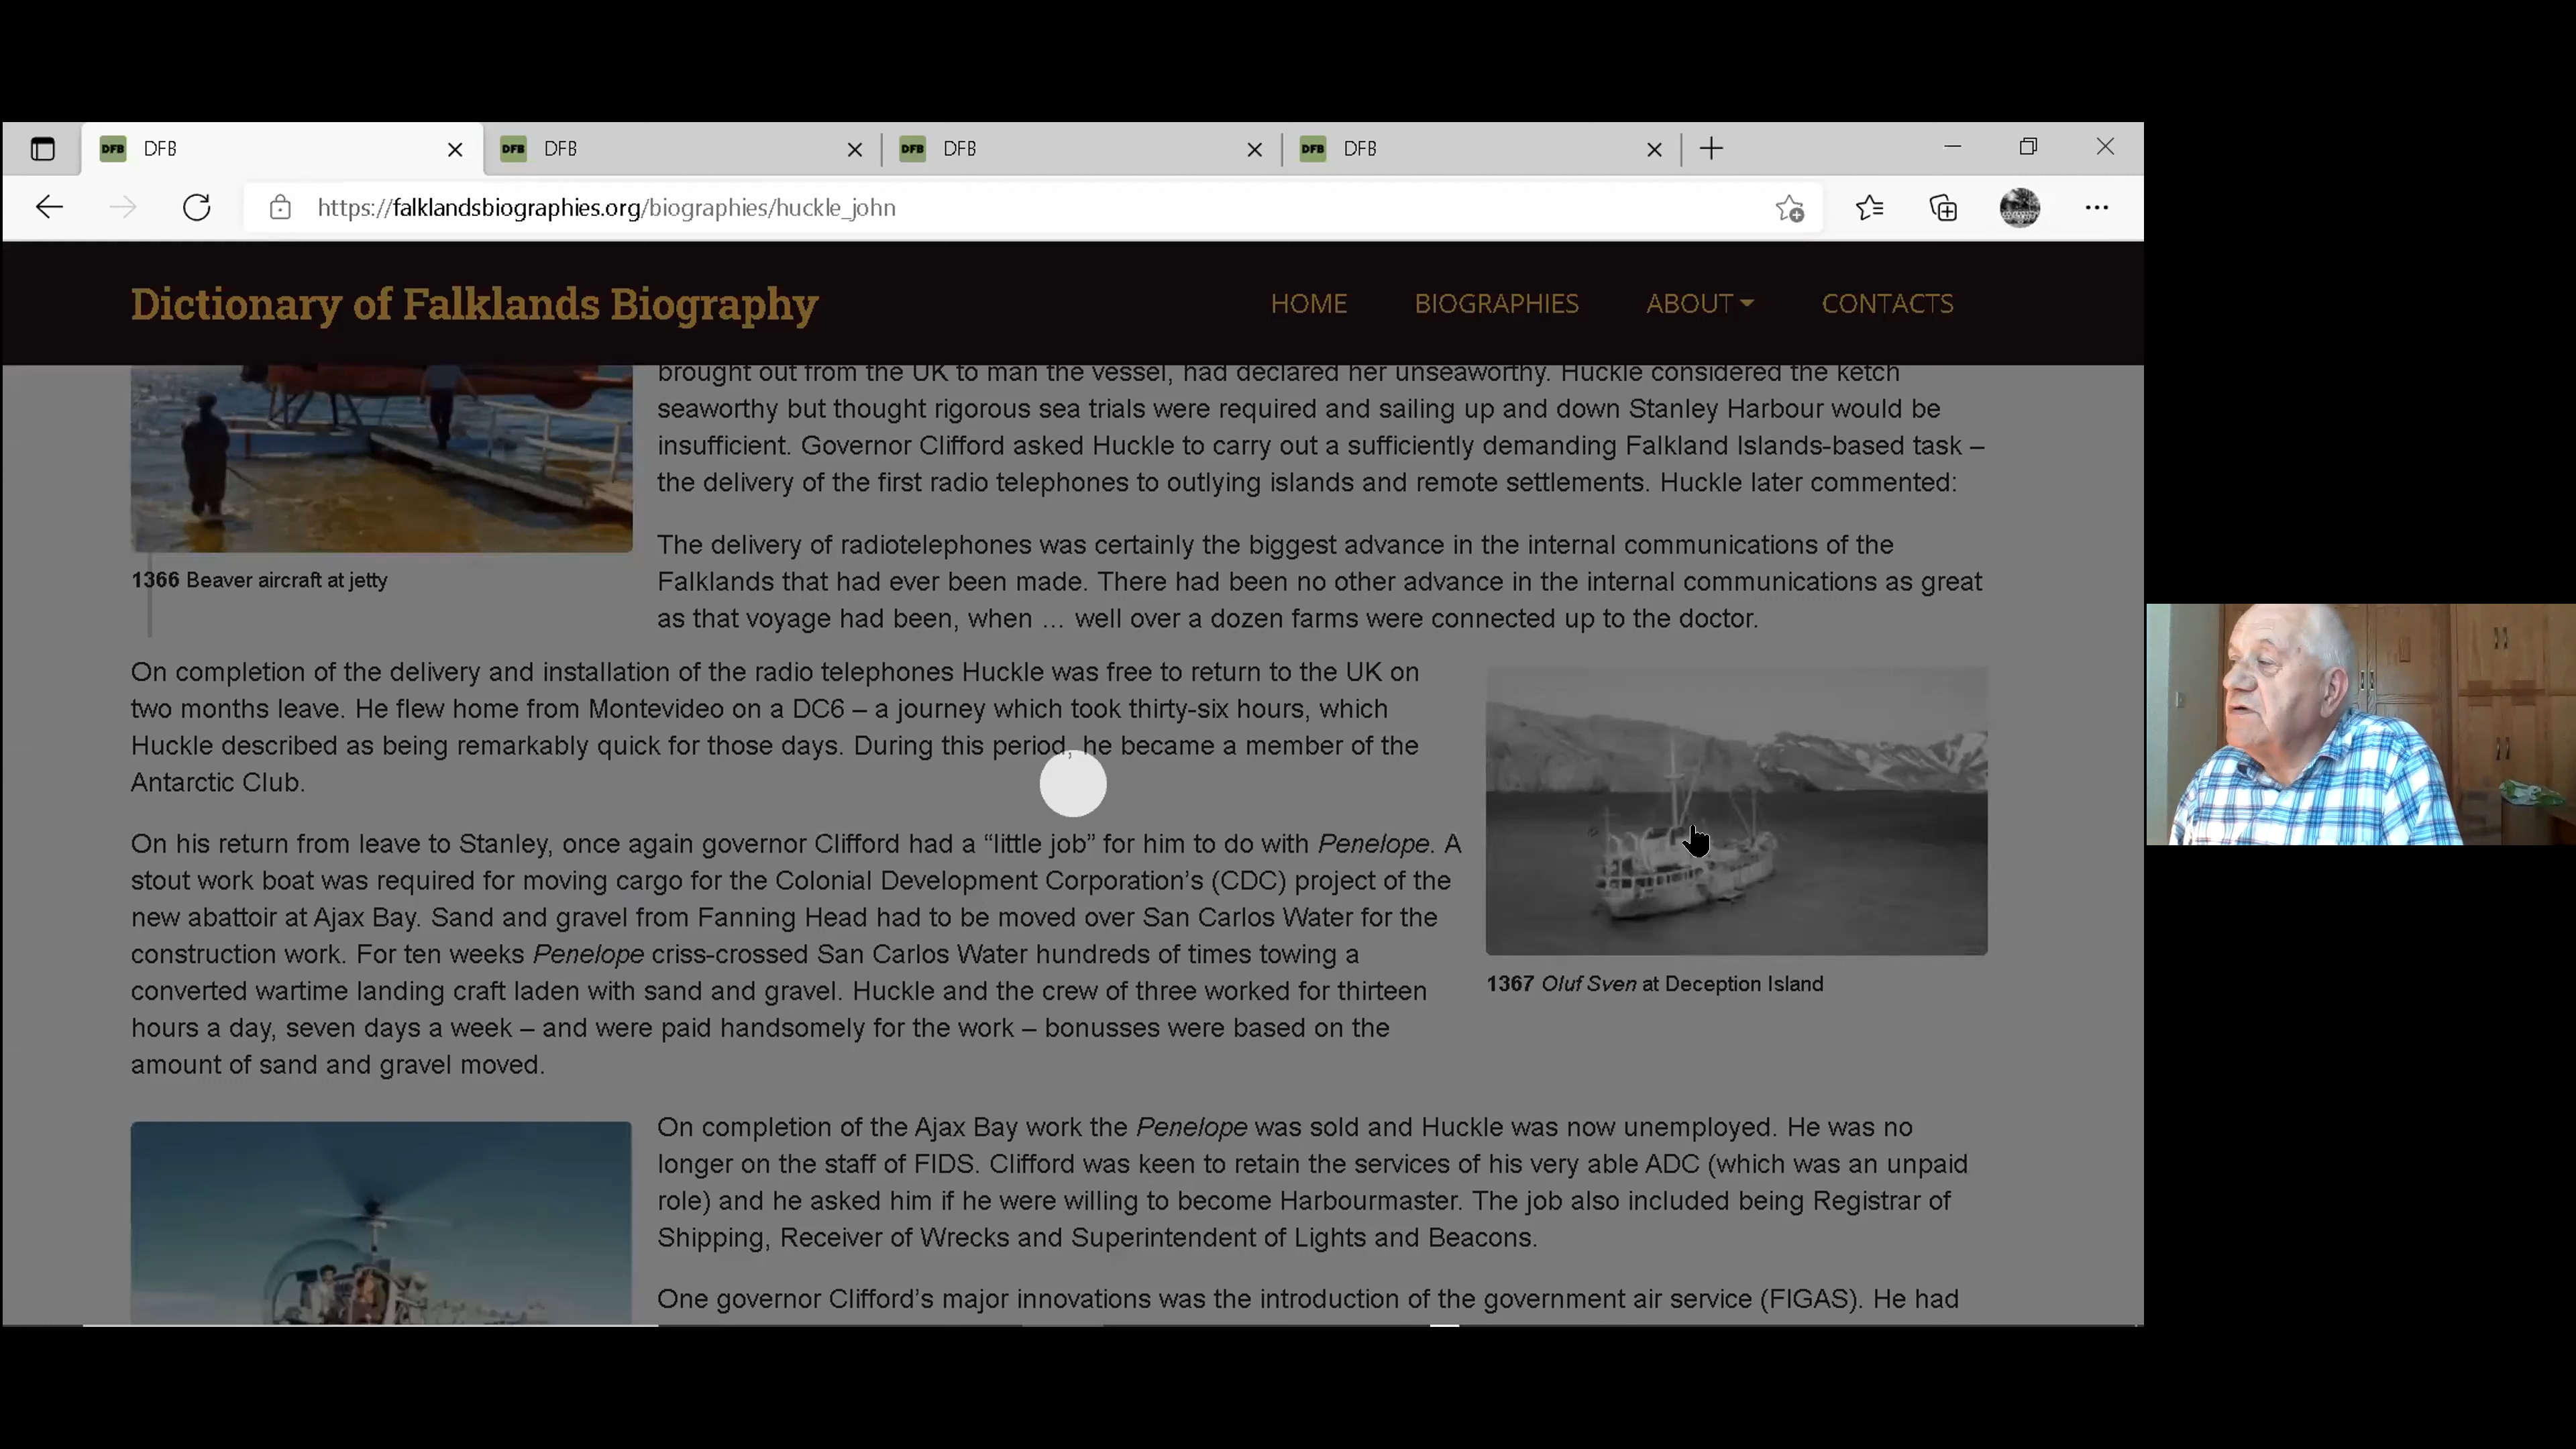 DFB DFB
DFB DFB
DFB DFB
DFB DFB
https://falklandsbiographies.org/biographies/huckle_john
Dictionary of Falklands Biography
HOME
BIOGRAPHIES
ABOUT
CONTACTS
brought out from the UK to man the vessel, had declared her unseaworthy. Huckle considered the ketch
seaworthy but thought rigorous sea trials were required and sailing up and down Stanley Harbour would be
insufficient. Governor Clifford asked Huckle to carry out a sufficiently demanding Falkland Islands-based task –
the delivery of the first radio telephones to outlying islands and remote settlements. Huckle later commented:
The delivery of radiotelephones was certainly the biggest advance in the internal communications of the
Falklands that had ever been made. There had been no other advance in the internal communications as great
as that voyage had been, when … well over a dozen farms were connected up to the doctor.
1366 Beaver aircraft at jetty
On completion of the delivery and installation of the radio telephones Huckle was free to return to the UK on
two months leave. He flew home from Montevideo on a DC6 – a journey which took thirty-six hours, which
Huckle described as being remarkably quick for those days. During this period, he became a member of the
Antarctic Club.
On his return from leave to Stanley, once again governor Clifford had a “little job” for him to do with Penelope. A
stout work boat was required for moving cargo for the Colonial Development Corporation’s (CDC) project of the
new abattoir at Ajax Bay. Sand and gravel from Fanning Head had to be moved over San Carlos Water for the
construction work. For ten weeks Penelope criss-crossed San Carlos Water hundreds of times towing a
converted wartime landing craft laden with sand and gravel. Huckle and the crew of three worked for thirteen
hours a day, seven days a week – and were paid handsomely for the work – bonusses were based on the
amount of sand and gravel moved.
1367 Oluf Sven at Deception Island
On completion of the Ajax Bay work the Penelope was sold and Huckle was now unemployed. He was no
longer on the staff of FIDS. Clifford was keen to retain the services of his very able ADC (which was an unpaid
role) and he asked him if he were willing to become Harbourmaster. The job also included being Registrar of
Shipping, Receiver of Wrecks and Superintendent of Lights and Beacons.
One governor Clifford’s major innovations was the introduction of the government air service (FIGAS). He had